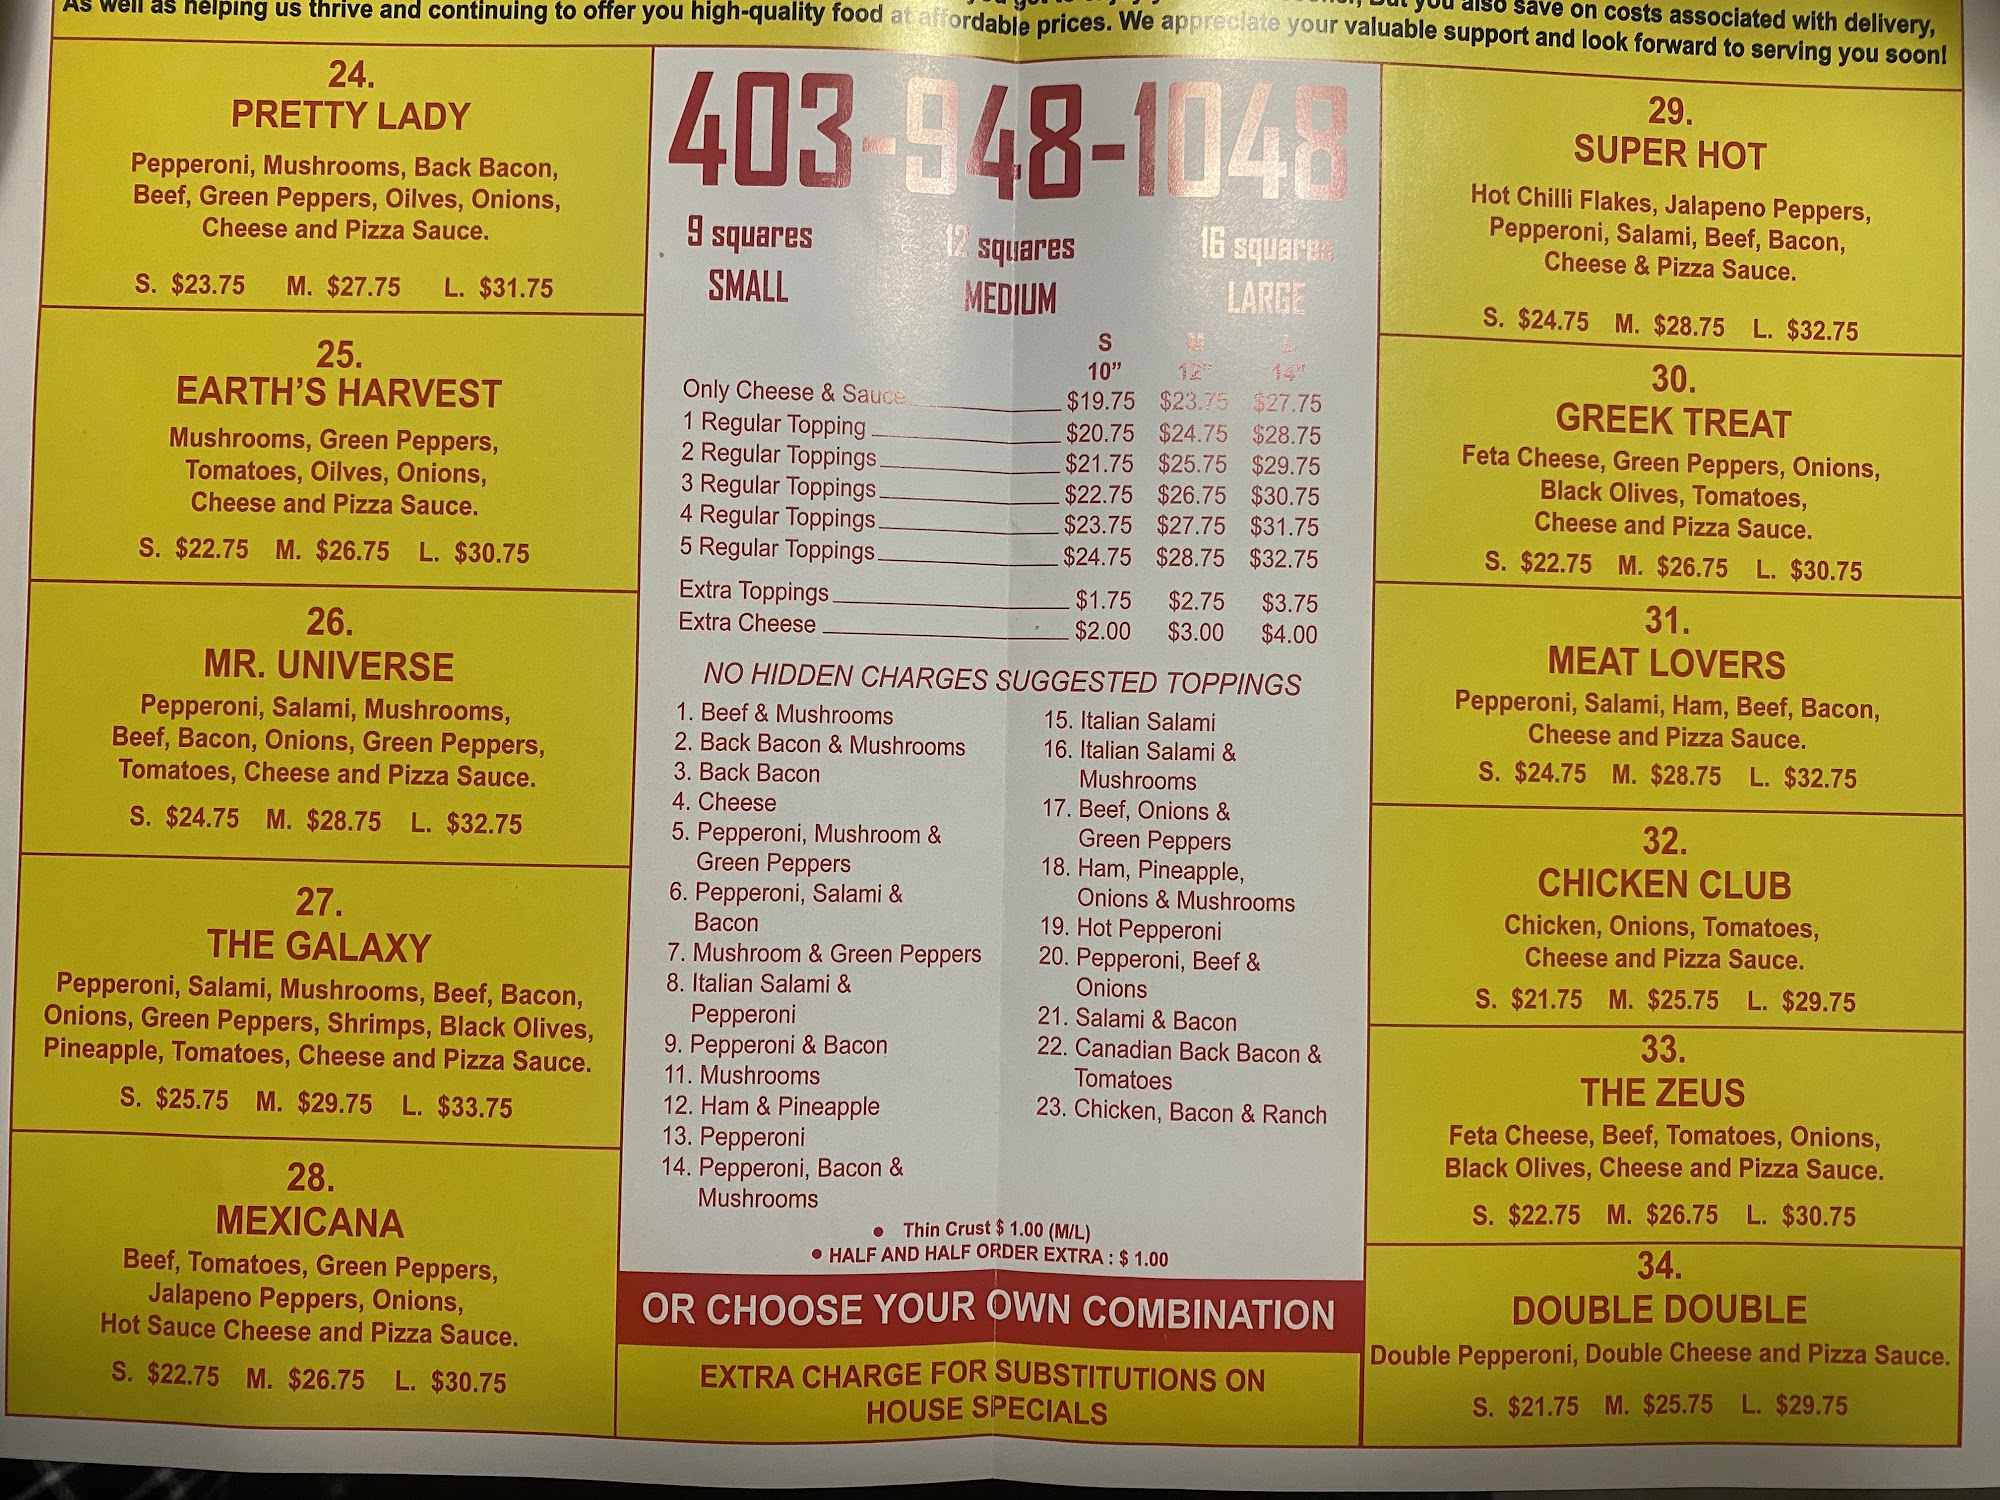 As well as helping us thrive and continuing to offer you high-quality food at affordable prices. We appreciate your valuable support and look forward to serving you soon!
you also save on costs associated with delivery,
24.
PRETTY LADY
Pepperoni, Mushrooms, Back Bacon,
Beef, Green Peppers, Oilves, Onions,
Cheese and Pizza Sauce.
S. $23.75 M. $27.75 L. $31.75
25.
EARTH'S HARVEST
Mushrooms, Green Peppers,
Tomatoes, Oilves, Onions,
Cheese and Pizza Sauce.
S. $22.75 M. $26.75 L. $30.75
26.
MR. UNIVERSE
Pepperoni, Salami, Mushrooms,
Beef, Bacon, Onions, Green Peppers,
Tomatoes, Cheese and Pizza Sauce.
S. $24.75 M. $28.75 L. $32.75
27.
THE GALAXY
Pepperoni, Salami, Mushrooms, Beef, Bacon,
Onions, Green Peppers, Shrimps, Black Olives,
Pineapple, Tomatoes, Cheese and Pizza Sauce.
S. $25.75 M. $29.75 L. $33.75
28.
MEXICANA
Beef, Tomatoes, Green Peppers,
Jalapeno Peppers, Onions,
Hot Sauce Cheese and Pizza Sauce.
S. $22.75 M. $26.75 L. $30.75
403-948-1048
9 squares 12 squares 16 squares
SMALL MEDIUM LARGE
S M L
10" 12" 14"
Only Cheese & Sauce $19.75 $23.75 $27.75
1 Regular Topping $20.75 $24.75 $28.75
2 Regular Toppings $21.75 $25.75 $29.75
3 Regular Toppings $22.75 $26.75 $30.75
4 Regular Toppings $23.75 $27.75 $31.75
5 Regular Toppings $24.75 $28.75 $32.75
Extra Toppings $1.75 $2.75 $3.75
Extra Cheese $2.00 $3.00 $4.00
NO HIDDEN CHARGES SUGGESTED TOPPINGS
1. Beef & Mushrooms
2. Back Bacon & Mushrooms
3. Back Bacon
4. Cheese
5. Pepperoni, Mushroom &
Green Peppers
6. Pepperoni, Salami &
Bacon
7. Mushroom & Green Peppers
8. Italian Salami &
Pepperoni
9. Pepperoni & Bacon
11. Mushrooms
12. Ham & Pineapple
13. Pepperoni
14. Pepperoni, Bacon &
Mushrooms
15. Italian Salami
16. Italian Salami &
Mushrooms
17. Beef, Onions &
Green Peppers
18. Ham, Pineapple,
Onions & Mushrooms
19. Hot Pepperoni
20. Pepperoni, Beef &
Onions
21. Salami & Bacon
22. Canadian Back Bacon &
Tomatoes
23. Chicken, Bacon & Ranch
• Thin Crust $ 1.00 (M/L)
• HALF AND HALF ORDER EXTRA : $ 1.00
OR CHOOSE YOUR OWN COMBINATION
EXTRA CHARGE FOR SUBSTITUTIONS ON
HOUSE SPECIALS
29.
SUPER HOT
Hot Chilli Flakes, Jalapeno Peppers,
Pepperoni, Salami, Beef, Bacon,
Cheese & Pizza Sauce.
S. $24.75 M. $28.75 L. $32.75
30.
GREEK TREAT
Feta Cheese, Green Peppers, Onions,
Black Olives, Tomatoes,
Cheese and Pizza Sauce.
S. $22.75 M. $26.75 L. $30.75
31.
MEAT LOVERS
Pepperoni, Salami, Ham, Beef, Bacon,
Cheese and Pizza Sauce.
S. $24.75 M. $28.75 L. $32.75
32.
CHICKEN CLUB
Chicken, Onions, Tomatoes,
Cheese and Pizza Sauce.
S. $21.75 M. $25.75 L. $29.75
33.
THE ZEUS
Feta Cheese, Beef, Tomatoes, Onions,
Black Olives, Cheese and Pizza Sauce.
S. $22.75 M. $26.75 L. $30.75
34.
DOUBLE DOUBLE
Double Pepperoni, Double Cheese and Pizza Sauce.
S. $21.75 M. $25.75 L. $29.75